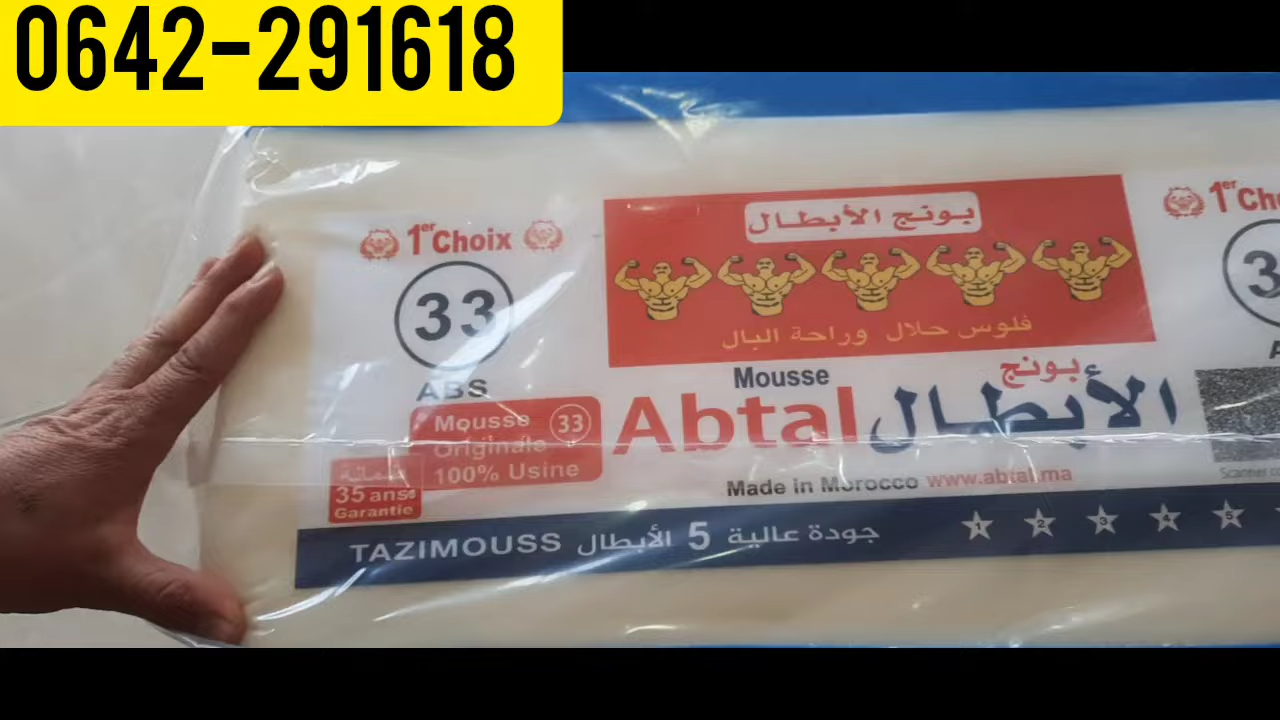 0642-291618
1er Choix
33
ABS
Mousse
Originale
100% Usine
33
ضمانة
35 ans
Garantie
بونج الأبطال
فلوس حلال وراحة البال
Mousse
Abtal
بونج
الأبطال
Made in Morocco www.abtal.ma
TAZIMOUSS الأبطال 5 جودة عالية
1 2 3 4 5
1er